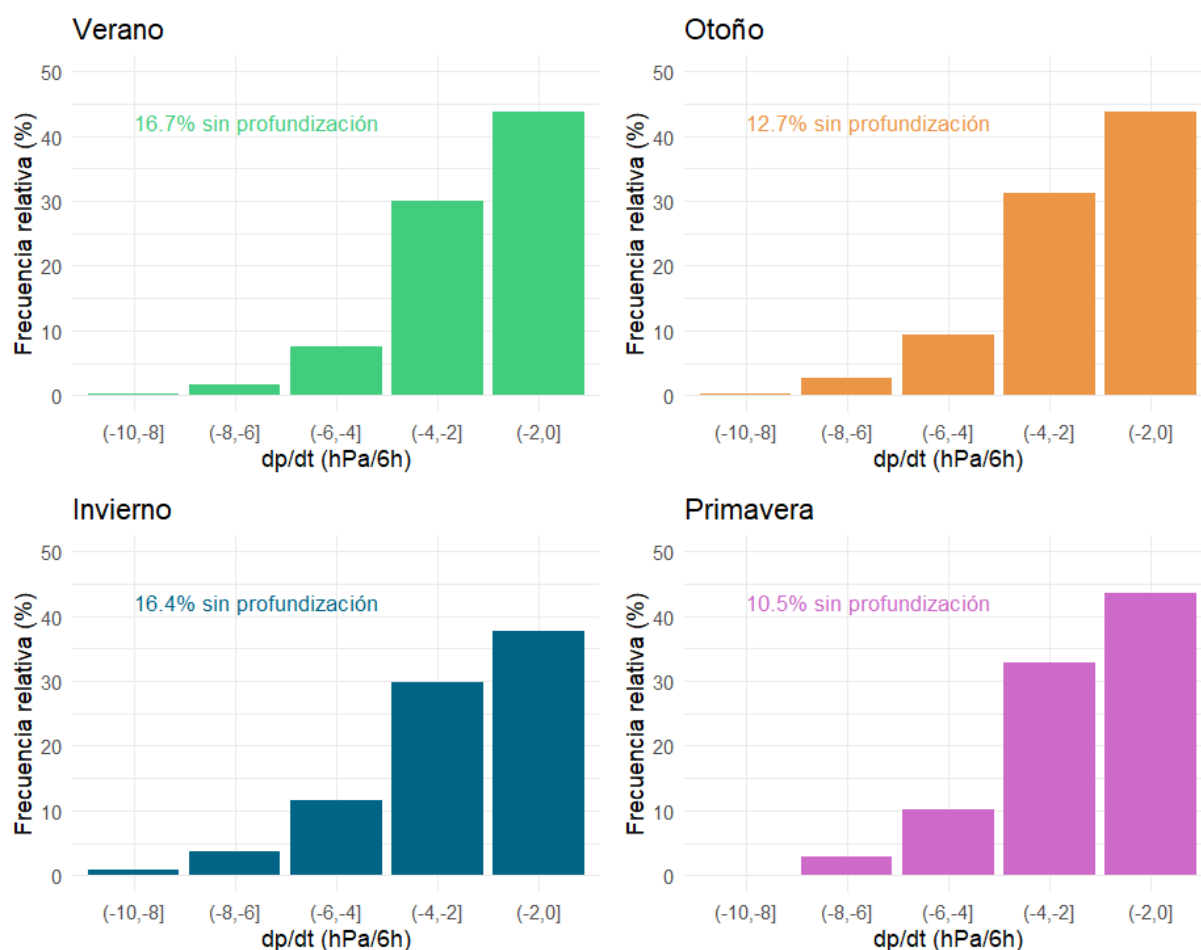 Verano
50
40
30
20
10
0
Frecuencia relativa (%)
16.7% sin profundización
(-10,-8] (-8,-6] (-6,-4] (-4,-2] (-2,0]
dp/dt (hPa/6h)
Otoño
50
40
30
20
10
0
Frecuencia relativa (%)
12.7% sin profundización
(-10,-8] (-8,-6] (-6,-4] (-4,-2] (-2,0]
dp/dt (hPa/6h)
Invierno
50
40
30
20
10
0
Frecuencia relativa (%)
16.4% sin profundización
(-10,-8] (-8,-6] (-6,-4] (-4,-2] (-2,0]
dp/dt (hPa/6h)
Primavera
50
40
30
20
10
0
Frecuencia relativa (%)
10.5% sin profundización
(-10,-8] (-8,-6] (-6,-4] (-4,-2] (-2,0]
dp/dt (hPa/6h)